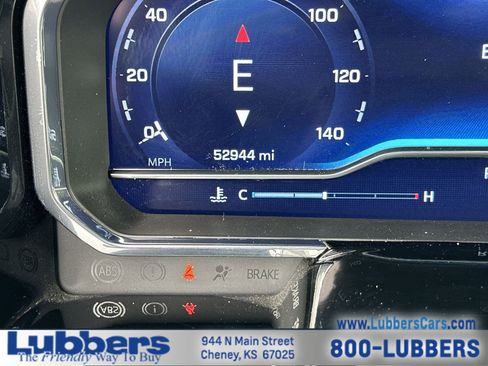 40
100
20
E
120
0
140
MPH
52944 mi
C
H
ABS
BRAKE
ABS
Lubbers
The Friendly Way To Buy
944 N Main Street
Cheney, KS 67025
www.LubbersCars.com
800-LUBBERS